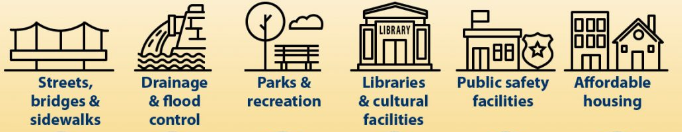 LIBRARY
Streets,
bridges &
sidewalks
Drainage
& flood
control
Parks &
recreation
Libraries
& cultural
facilities
Public safety
facilities
Affordable
housing